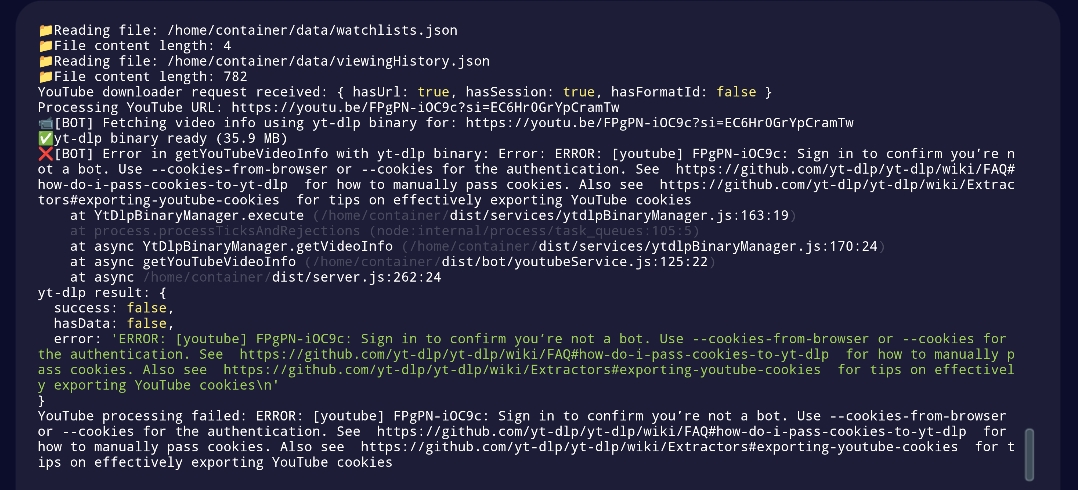 📁Reading file: /home/container/data/watchlists.json
📁File content length: 4
📁Reading file: /home/container/data/viewingHistory.json
📁File content length: 782
YouTube downloader request received: { hasUrl: true, hasSession: true, hasFormatId: false }
Processing YouTube URL: https://youtu.be/FPgPN-iOC9c?si=EC6HrOGrYpCramTw
📹[BOT] Fetching video info using yt-dlp binary for: https://youtu.be/FPgPN-iOC9c?si=EC6HrOGrYpCramTw
✅yt-dlp binary ready (35.9 MB)
❌[BOT] Error in getYouTubeVideoInfo with yt-dlp binary: Error: ERROR: [youtube] FPgPN-iOC9c: Sign in to confirm you’re n
ot a bot. Use --cookies-from-browser or --cookies for the authentication. See  https://github.com/yt-dlp/yt-dlp/wiki/FAQ#
how-do-i-pass-cookies-to-yt-dlp  for how to manually pass cookies. Also see  https://github.com/yt-dlp/yt-dlp/wiki/Extrac
tors#exporting-youtube-cookies  for tips on effectively exporting YouTube cookies
    at YtDlpBinaryManager.execute (/home/container/dist/services/ytdlpBinaryManager.js:163:19)
    at process.processTicksAndRejections (node:internal/process/task_queues:105:5)
    at async YtDlpBinaryManager.getVideoInfo (/home/container/dist/services/ytdlpBinaryManager.js:170:24)
    at async getYouTubeVideoInfo (/home/container/dist/bot/youtubeService.js:125:22)
    at async /home/container/dist/server.js:262:24
yt-dlp result: {
  success: false,
  hasData: false,
  error: 'ERROR: [youtube] FPgPN-iOC9c: Sign in to confirm you’re not a bot. Use --cookies-from-browser or --cookies for
the authentication. See  https://github.com/yt-dlp/yt-dlp/wiki/FAQ#how-do-i-pass-cookies-to-yt-dlp  for how to manually p
ass cookies. Also see  https://github.com/yt-dlp/yt-dlp/wiki/Extractors#exporting-youtube-cookies  for tips on effectivel
y exporting YouTube cookies\n'
}
YouTube processing failed: ERROR: [youtube] FPgPN-iOC9c: Sign in to confirm you’re not a bot. Use --cookies-from-browser
or --cookies for the authentication. See  https://github.com/yt-dlp/yt-dlp/wiki/FAQ#how-do-i-pass-cookies-to-yt-dlp  for
how to manually pass cookies. Also see  https://github.com/yt-dlp/yt-dlp/wiki/Extractors#exporting-youtube-cookies  for t
ips on effectively exporting YouTube cookies